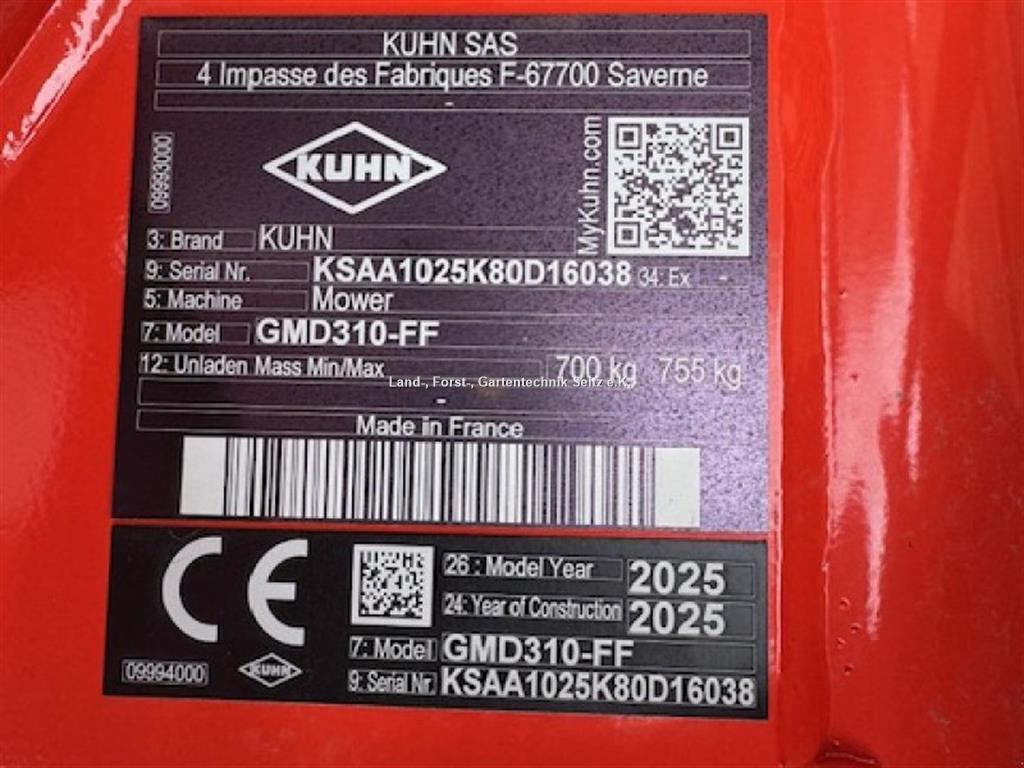 KUHN SAS
4 Impasse des Fabriques F-67700 Saverne
-
09993000
KUHN
MyKuhn.com
3: Brand KUHN
9: Serial Nr. KSAA1025K80D16038 34: Ex -
5: Machine Mower
7: Model GMD310-FF
12: Unladen Mass Min/Max 700 kg 755 kg
Land-, Forst-, Gartentechnik Seitz e.K.
-
Made in France
CE
26 : Model Year 2025
24: Year of Construction 2025
7: Model GMD310-FF
9: Serial Nr. KSAA1025K80D16038
09994000
KUHN